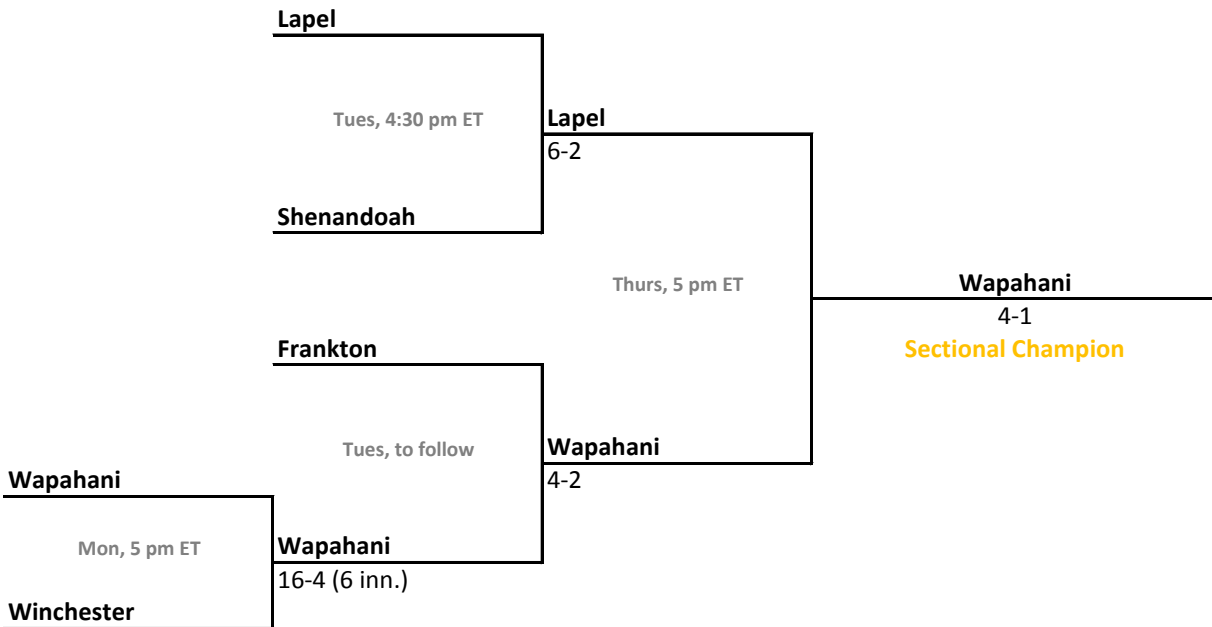 Lapel
Tues, 4:30 pm ET
Lapel
6-2
Shenandoah
Thurs, 5 pm ET
Wapahani
4-1
Sectional Champion
Frankton
Tues, to follow
Wapahani
4-2
Wapahani
Mon, 5 pm ET
Wapahani
16-4 (6 inn.)
Winchester